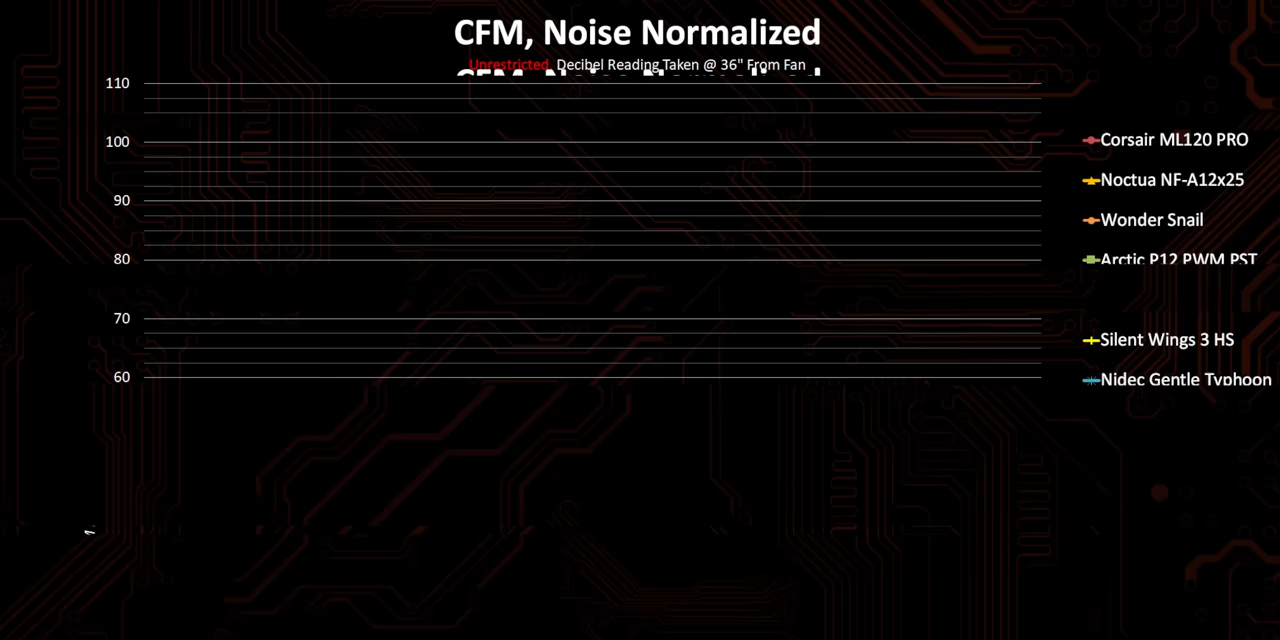 CFM, Noise Normalized
Unrestricted, Decibel Reading Taken @ 36" From Fan
110
100
90
80
70
60
Corsair ML120 PRO
Noctua NF-A12x25
Wonder Snail
Arctic P12 PWM PST
Silent Wings 3 HS
Nidec Gentle Typhoon